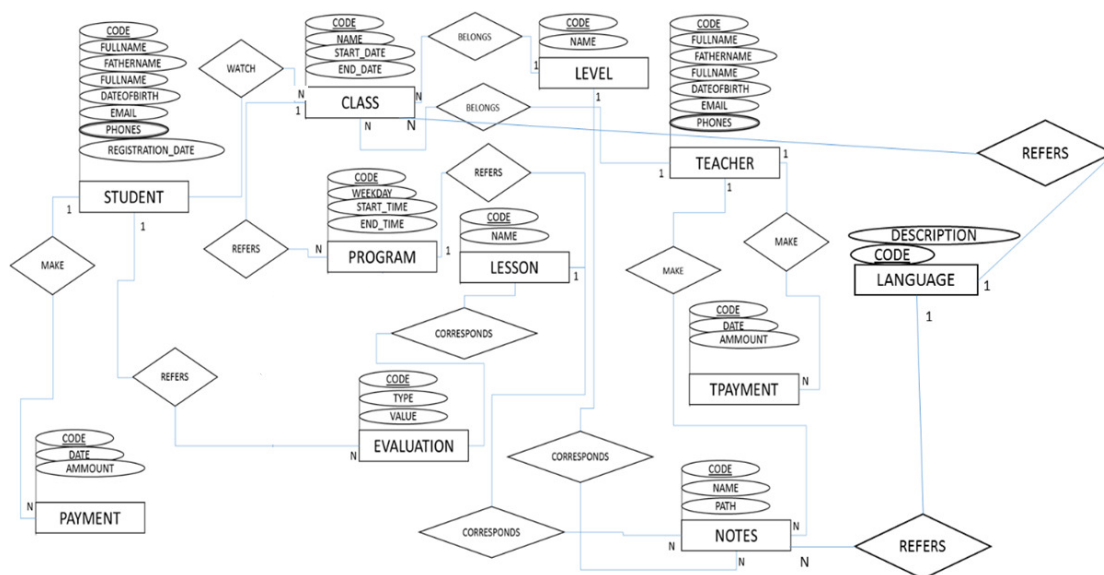 CODE
FULLNAME
FATHERNAME
FULLNAME
DATEOFBIRTH
EMAIL
PHONES
REGISTRATION_DATE
STUDENT
1
1
WATCH
N
CODE
NAME
START_DATE
END_DATE
CLASS
1
N
N
N
BELONGS
1
BELONGS
CODE
NAME
LEVEL
1
CODE
FULLNAME
FATHERNAME
FULLNAME
DATEOFBIRTH
EMAIL
PHONES
TEACHER
1
1
1
REFERS
MAKE
REFERS
CODE
WEEKDAY
START_TIME
END_TIME
PROGRAM
N
1
REFERS
CODE
NAME
LESSON
1
MAKE
MAKE
DESCRIPTION
CODE
LANGUAGE
1
1
CORRESPONDS
CODE
DATE
AMMOUNT
TPAYMENT
N
REFERS
CODE
TYPE
VALUE
EVALUATION
N
CODE
DATE
AMMOUNT
PAYMENT
N
CORRESPONDS
CORRESPONDS
CODE
NAME
PATH
NOTES
N
N
N
N
REFERS